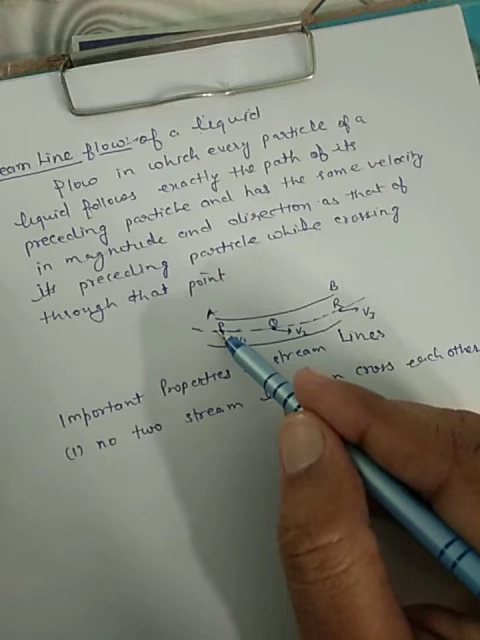 eam Line flow:- of a liquid
flow in which every particle of a
liquid follows exactly the path of its
preceding particle and has the same velocity
in magnitude and direction as that of
its preceding particle while crossing
through that point
A B
P Q R
V1 V2 V3
Important Properties stream Lines
(1) no two stream cross each other